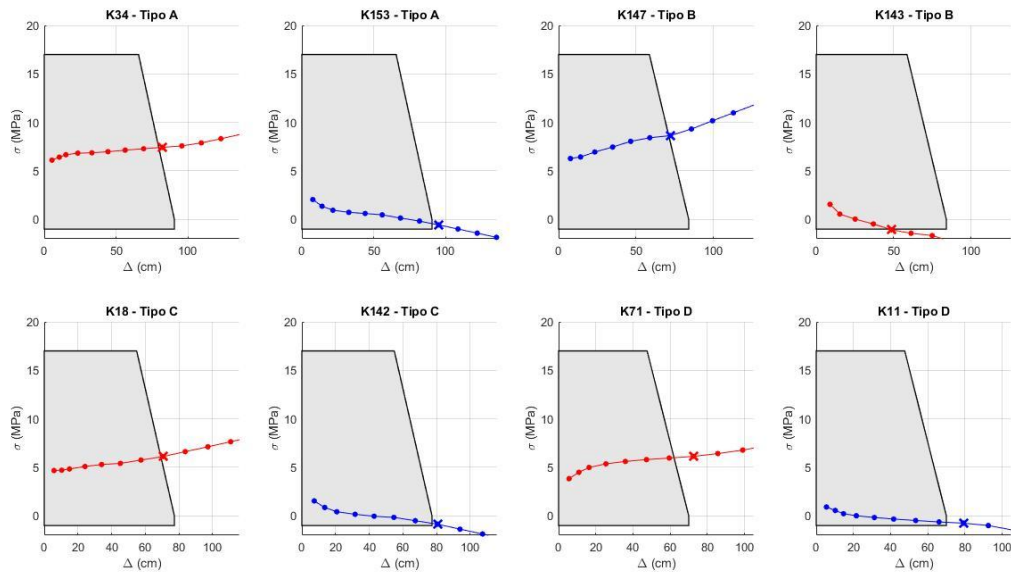 K34 - Tipo A
K153 - Tipo A
K147 - Tipo B
K143 - Tipo B
20
15
10
5
0
σ (MPa)
0 50 100
Δ (cm)
20
15
10
5
0
σ (MPa)
0 50 100
Δ (cm)
20
15
10
5
0
σ (MPa)
0 50 100
Δ (cm)
20
15
10
5
0
σ (MPa)
0 50 100
Δ (cm)
K18 - Tipo C
K142 - Tipo C
K71 - Tipo D
K11 - Tipo D
20
15
10
5
0
σ (MPa)
0 20 40 60 80 100
Δ (cm)
20
15
10
5
0
σ (MPa)
0 20 40 60 80 100
Δ (cm)
20
15
10
5
0
σ (MPa)
0 20 40 60 80 100
Δ (cm)
20
15
10
5
0
σ (MPa)
0 20 40 60 80 100
Δ (cm)